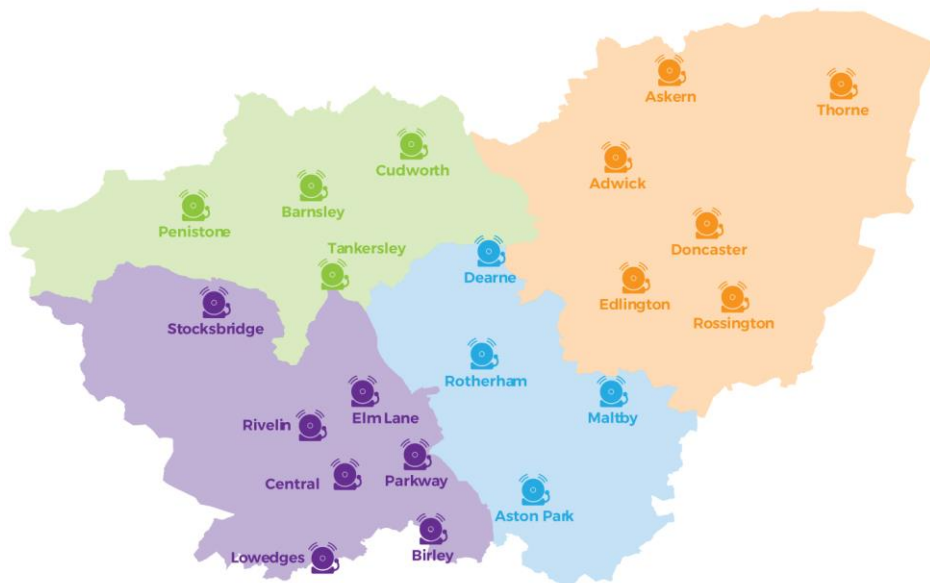 Askern
Thorne
Cudworth
Adwick
Barnsley
Penistone
Doncaster
Tankersley
Dearne
Edlington
Rossington
Stocksbridge
Rotherham
Maltby
Elm Lane
Rivelin
Parkway
Central
Aston Park
Birley
Lowedges